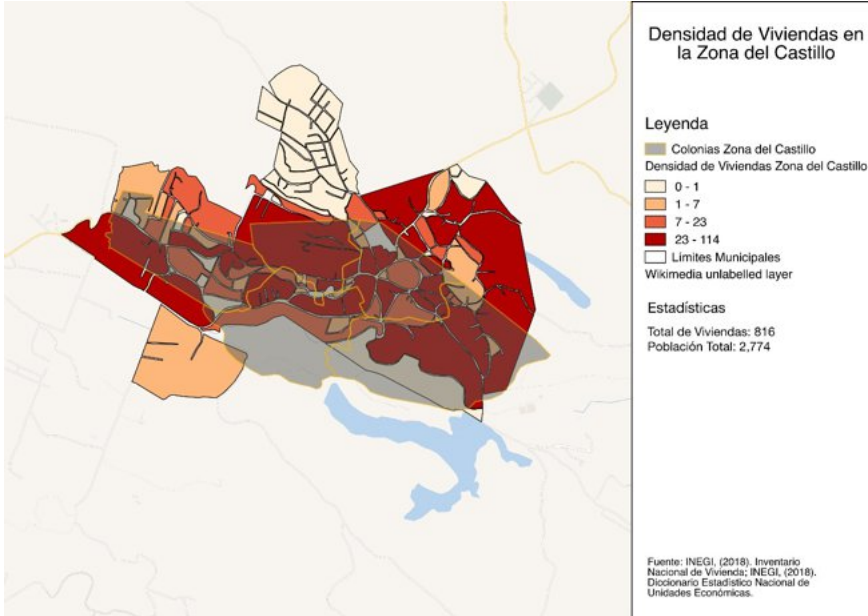 Densidad de Viviendas en
la Zona del Castillo
Leyenda
Colonias Zona del Castillo
Densidad de Viviendas Zona del Castillo
0 - 1
1 - 7
7 - 23
23 - 114
Limites Municipales
Wikimedia unlabelled layer
Estadísticas
Total de Viviendas: 816
Población Total: 2,774
Fuente: INEGI, (2018). Inventario
Nacional de Vivienda; INEGI, (2018).
Diccionario Estadístico Nacional de
Unidades Económicas.